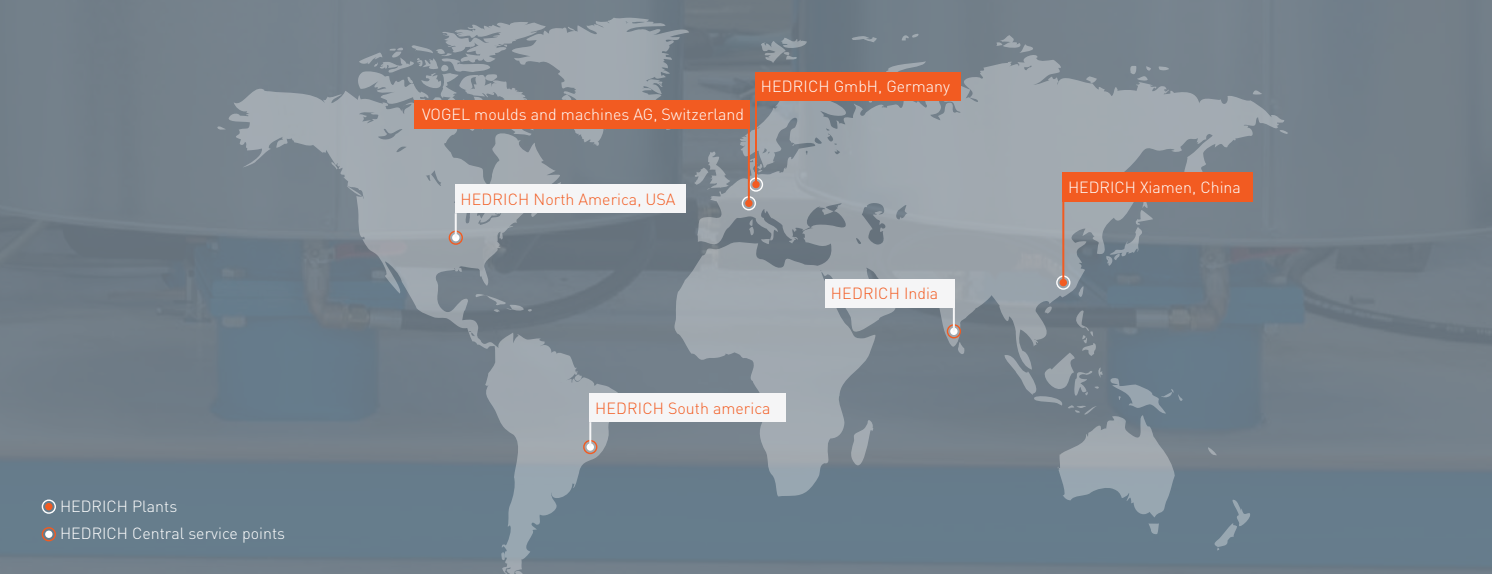 HEDRICH GmbH, Germany
VOGEL moulds and machines AG, Switzerland
HEDRICH Xiamen, China
HEDRICH North America, USA
HEDRICH India
HEDRICH South america
HEDRICH Plants
HEDRICH Central service points